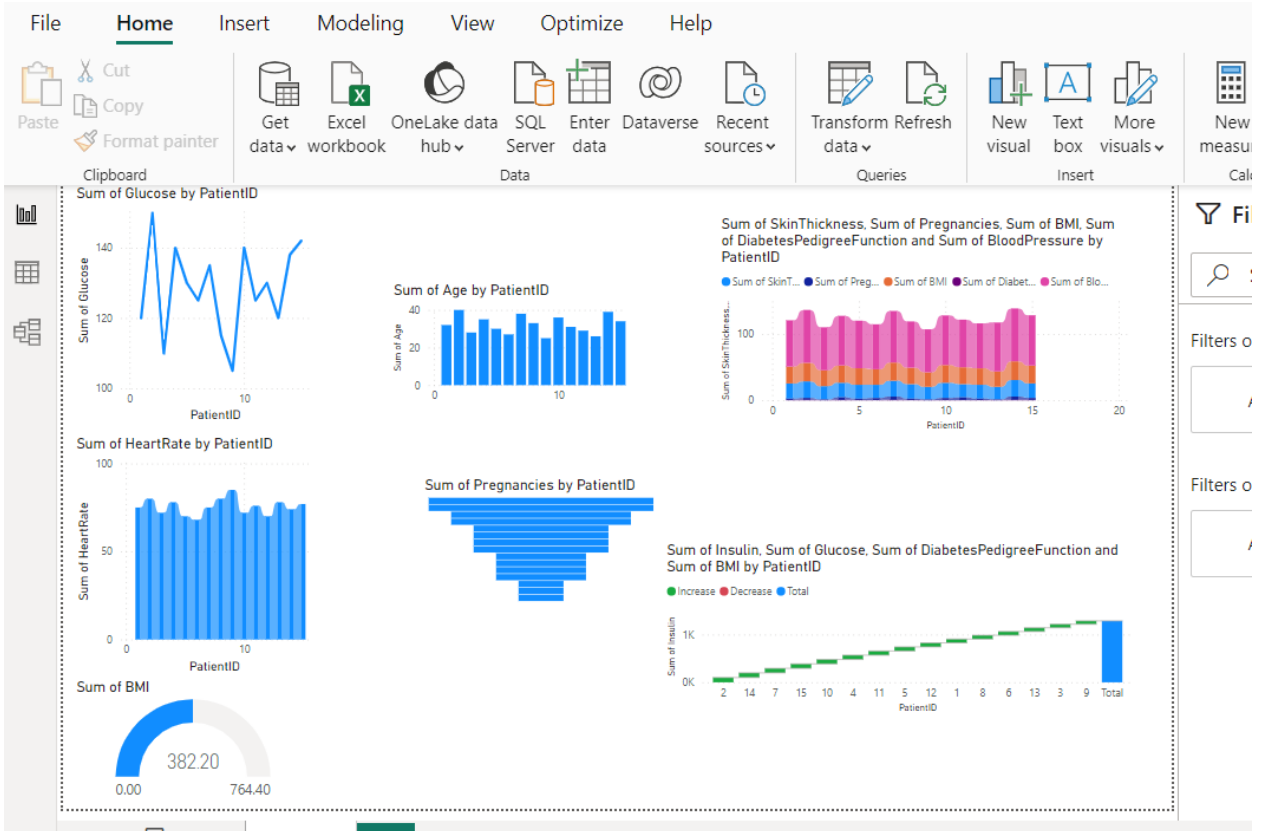 File Home Insert Modeling View Optimize Help
Paste
Cut
Copy
Format painter
Clipboard
Get data
Excel workbook
OneLake data hub
SQL Server
Enter data
Dataverse
Recent sources
Data
Transform data
Refresh
Queries
New visual
Text box
More visuals
Insert
New
measur
Cal
Fi
Filters o
Filters o
Sum of Glucose by PatientID
Sum of Glucose
140
120
100
0 10
PatientID
Sum of Age by PatientID
Sum of Age
40
20
0
0 10
Sum of SkinThickness, Sum of Pregnancies, Sum of BMI, Sum
of DiabetesPedigreeFunction and Sum of BloodPressure by
PatientID
Sum of SkinT... Sum of Preg... Sum of BMI Sum of Diabet... Sum of Blo...
Sum of SkinThickness...
100
0
0 5 10 15 20
PatientID
Sum of HeartRate by PatientID
Sum of HeartRate
100
50
0
0 10
PatientID
Sum of Pregnancies by PatientID
Sum of Insulin, Sum of Glucose, Sum of DiabetesPedigreeFunction and
Sum of BMI by PatientID
Increase Decrease Total
Sum of Insulin
1K
0K
2 14 7 15 10 4 11 5 12 1 8 6 13 3 9 Total
PatientID
Sum of BMI
382.20
0.00 764.40